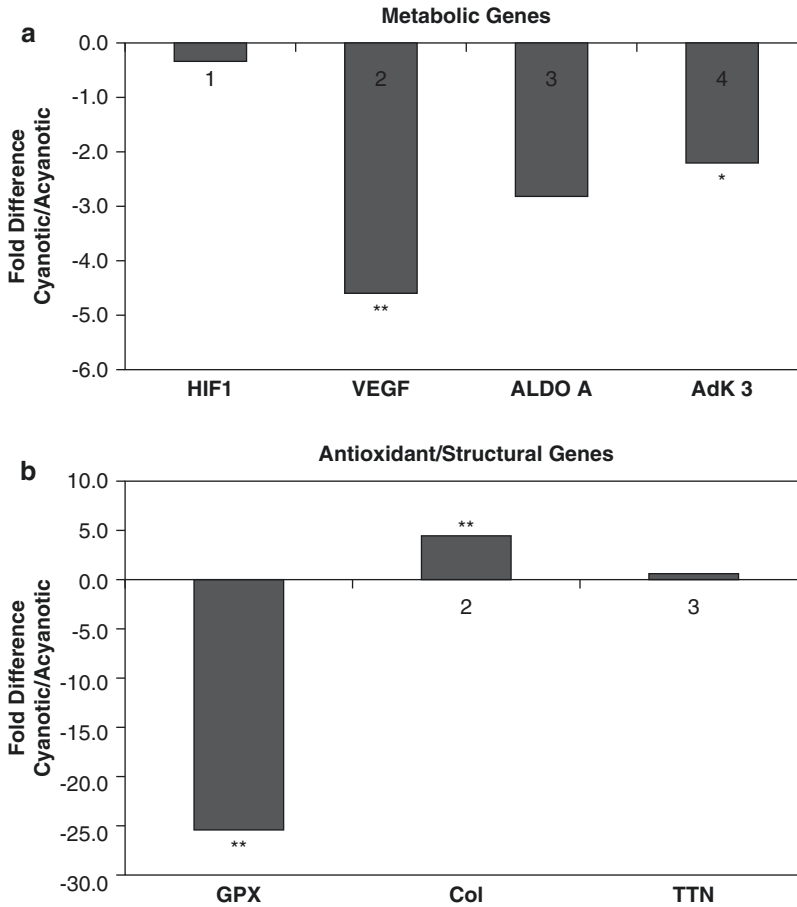 a
Metabolic Genes
Fold Difference
Cyanotic/Acyanotic
0.0
-1.0
-2.0
-3.0
-4.0
-5.0
-6.0
1
2
3
4
**
*
HIF1
VEGF
ALDO A
AdK 3
b
Antioxidant/Structural Genes
Fold Difference
Cyanotic/Acyanotic
10.0
5.0
0.0
-5.0
-10.0
-15.0
-20.0
-25.0
-30.0
**
2
3
**
GPX
Col
TTN